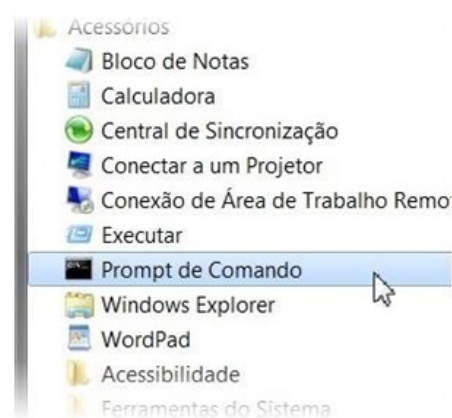 Acessórios
Bloco de Notas
Calculadora
Central de Sincronização
Conectar a um Projetor
Conexão de Área de Trabalho Remo
Executar
Prompt de Comando
Windows Explorer
WordPad
Acessibilidade
Ferramentas do Sistema